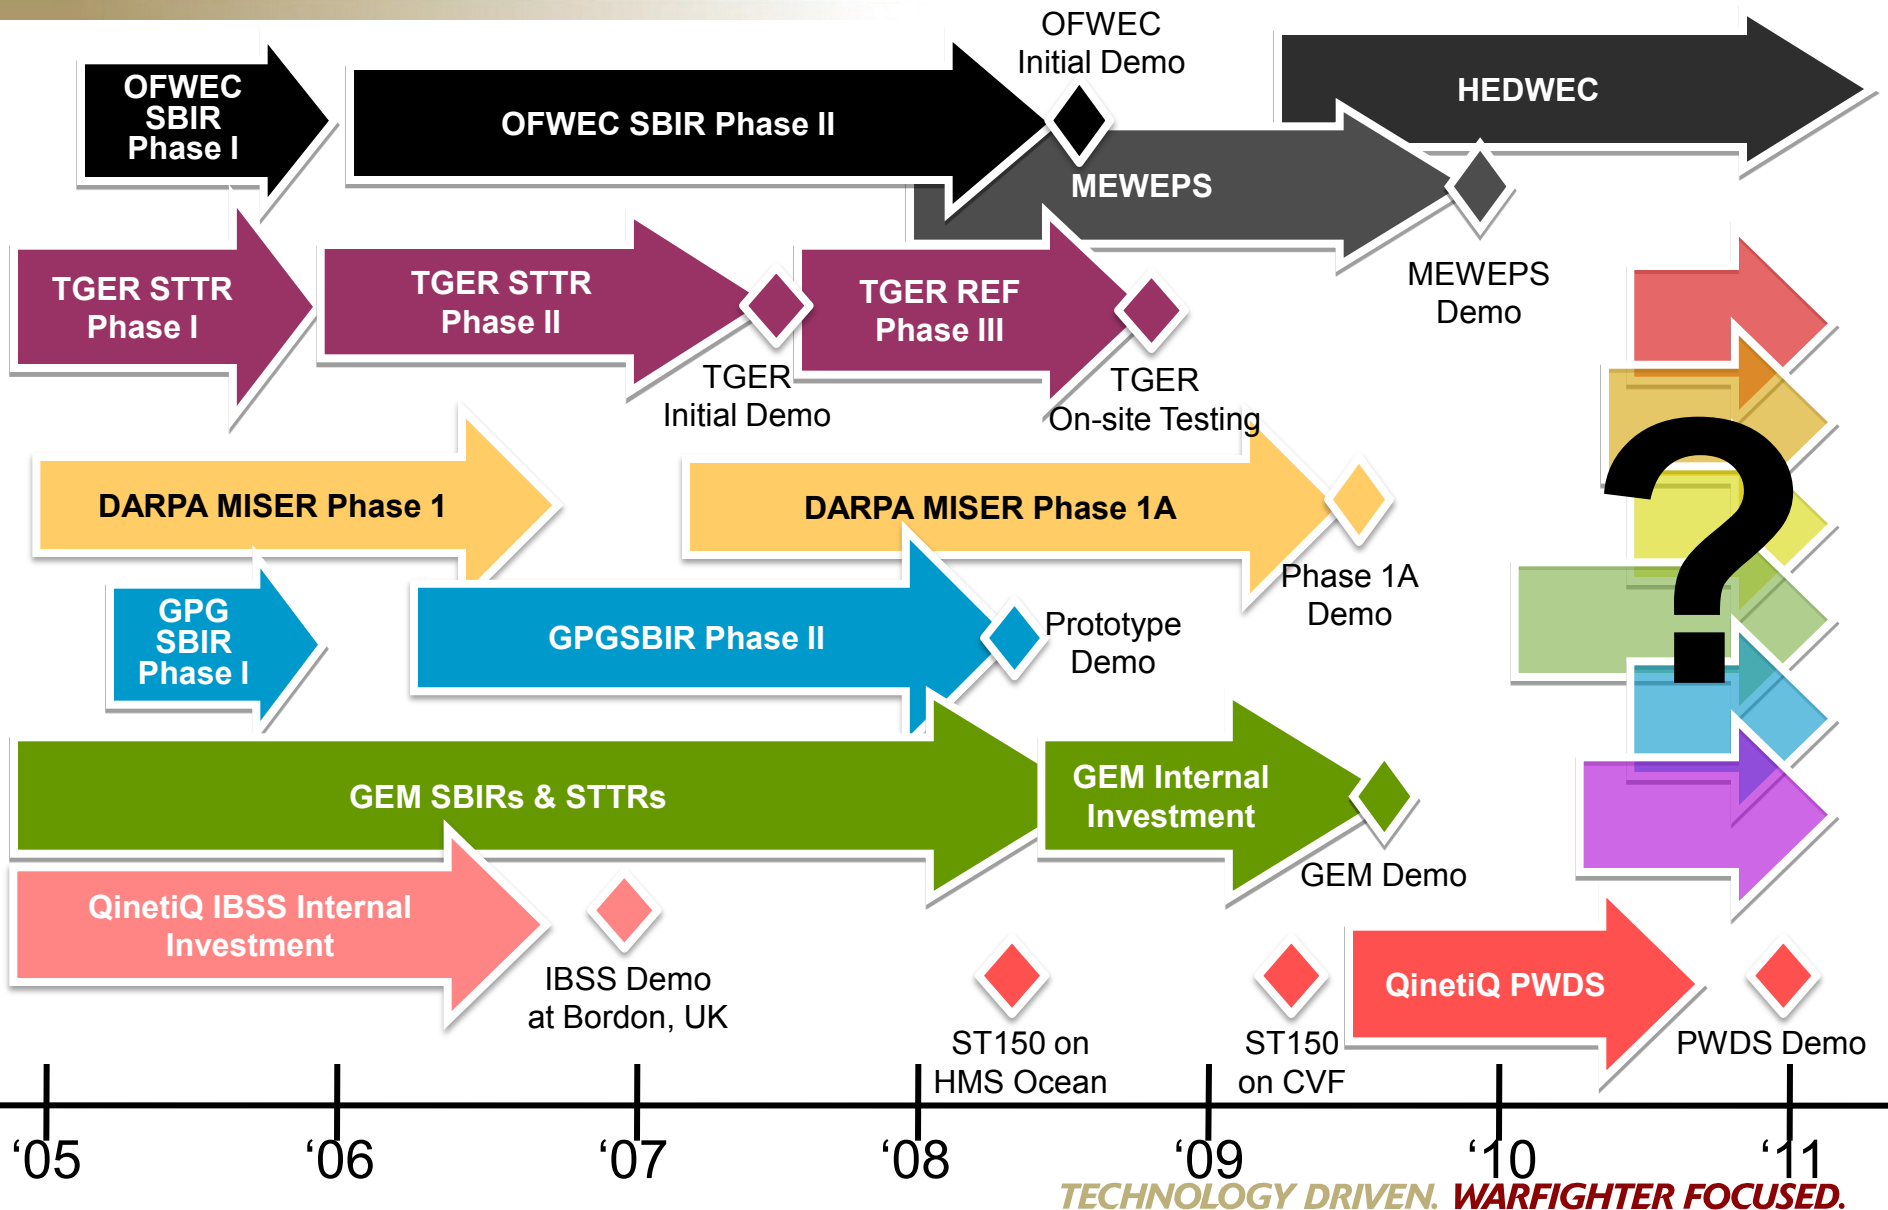 OFWEC
SBIR
Phase I
OFWEC SBIR Phase II
OFWEC
Initial Demo
HEDWEC
MEWEPS
MEWEPS
Demo
TGER STTR
Phase I
TGER STTR
Phase II
TGER
Initial Demo
TGER REF
Phase III
TGER
On-site Testing
DARPA MISER Phase 1
DARPA MISER Phase 1A
Phase 1A
Demo
GPG
SBIR
Phase I
GPGSBIR Phase II
Prototype
Demo
?
GEM SBIRs & STTRs
GEM Internal
Investment
GEM Demo
QinetiQ IBSS Internal
Investment
IBSS Demo
at Bordon, UK
ST150 on
HMS Ocean
ST150
on CVF
QinetiQ PWDS
PWDS Demo
‘05 ‘06 ‘07 ‘08 ‘09 ‘10 ‘11
TECHNOLOGY DRIVEN. WARFIGHTER FOCUSED.